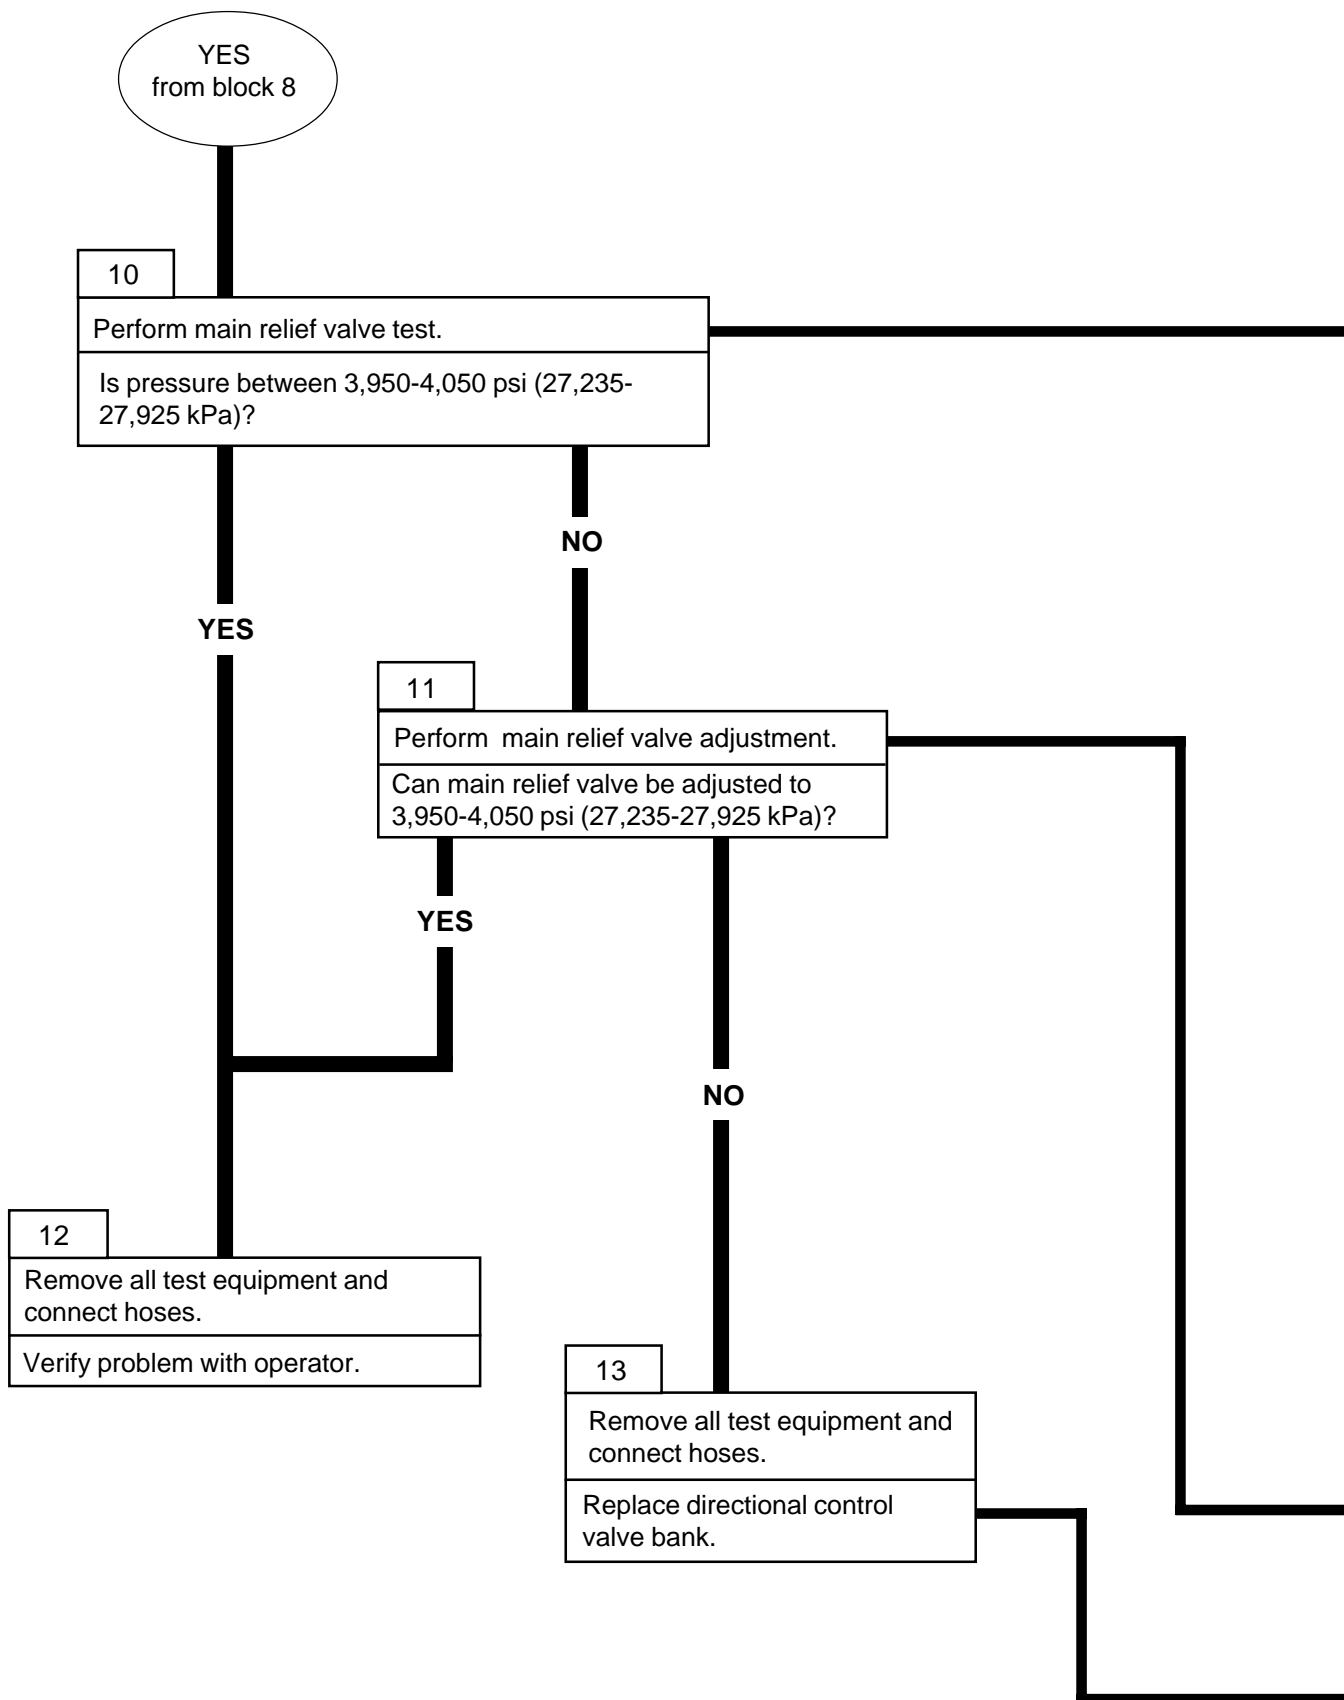 YES
from block 8
10
Perform main relief valve test.
Is pressure between 3,950-4,050 psi (27,235-
27,925 kPa)?
NO
YES
11
Perform main relief valve adjustment.
Can main relief valve be adjusted to
3,950-4,050 psi (27,235-27,925 kPa)?
YES
NO
12
Remove all test equipment and
connect hoses.
Verify problem with operator.
13
Remove all test equipment and
connect hoses.
Replace directional control
valve bank.